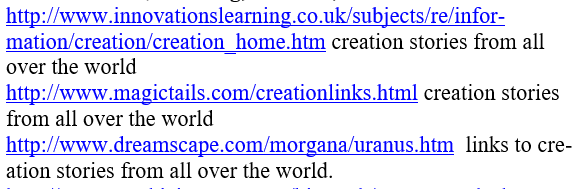 http://www.innovationslearning.co.uk/subjects/re/infor-
mation/creation/creation_home.htm creation stories from all
over the world
http://www.magictails.com/creationlinks.html creation stories
from all over the world
http://www.dreamscape.com/morgana/uranus.htm links to cre-
ation stories from all over the world.